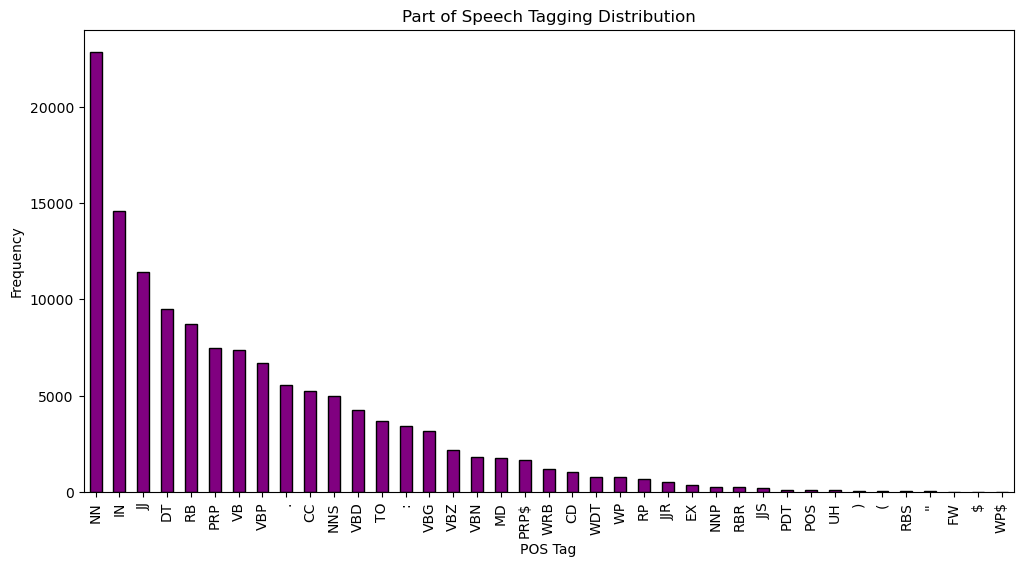 Part of Speech Tagging Distribution
Frequency
20000
15000
10000
5000
0
NN IN JJ DT RB PRP VB VBP . CC NNS VBD TO : VBG VBZ VBN MD PRP$ WRB CD WDT WP RP JJR EX NNP RBR JJS PDT POS UH ) ( RBS " FW $ WP$
POS Tag